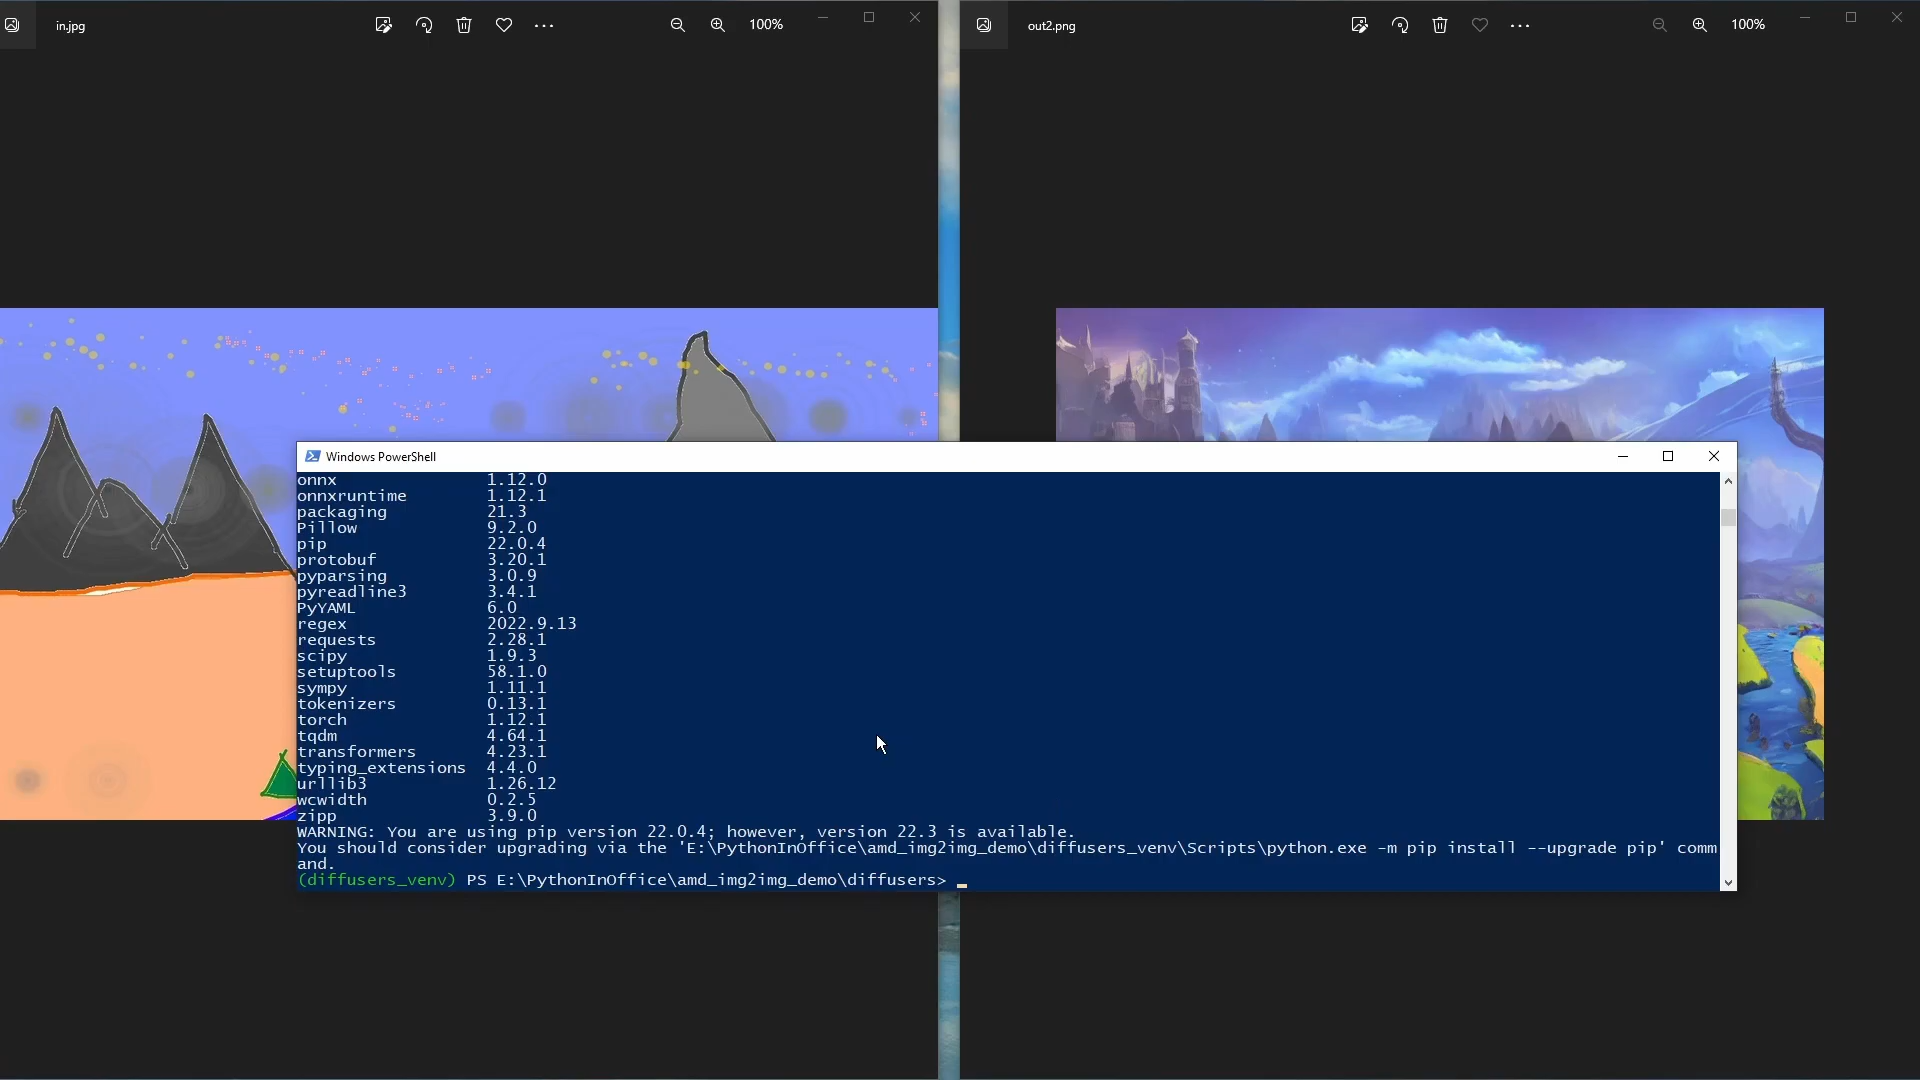 in.jpg
100%
out2.png
100%
Windows PowerShell
onnx 1.12.0
onnxruntime 1.12.1
packaging 21.3
Pillow 9.2.0
pip 22.0.4
protobuf 3.20.1
pyparsing 3.0.9
pyreadline3 3.4.1
PyYAML 6.0
regex 2022.9.13
requests 2.28.1
scipy 1.9.3
setuptools 58.1.0
sympy 1.11.1
tokenizers 0.13.1
torch 1.12.1
tqdm 4.64.1
transformers 4.23.1
typing_extensions 4.4.0
urllib3 1.26.12
wcwidth 0.2.5
zipp 3.9.0
WARNING: You are using pip version 22.0.4; however, version 22.3 is available.
You should consider upgrading via the 'E:\PythonInOffice\amd_img2img_demo\diffusers_venv\Scripts\python.exe -m pip install --upgrade pip' comm
and.
(diffusers_venv) PS E:\PythonInOffice\amd_img2img_demo\diffusers>